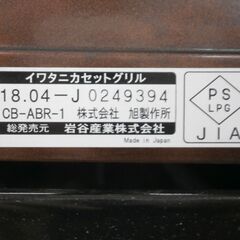 イワタニカセットグリル
18.04-J 0249394
CB-ABR-1 株式会社 旭製作所
総発売元 岩谷産業株式会社
Made in Japan
PS
LPG
JIA